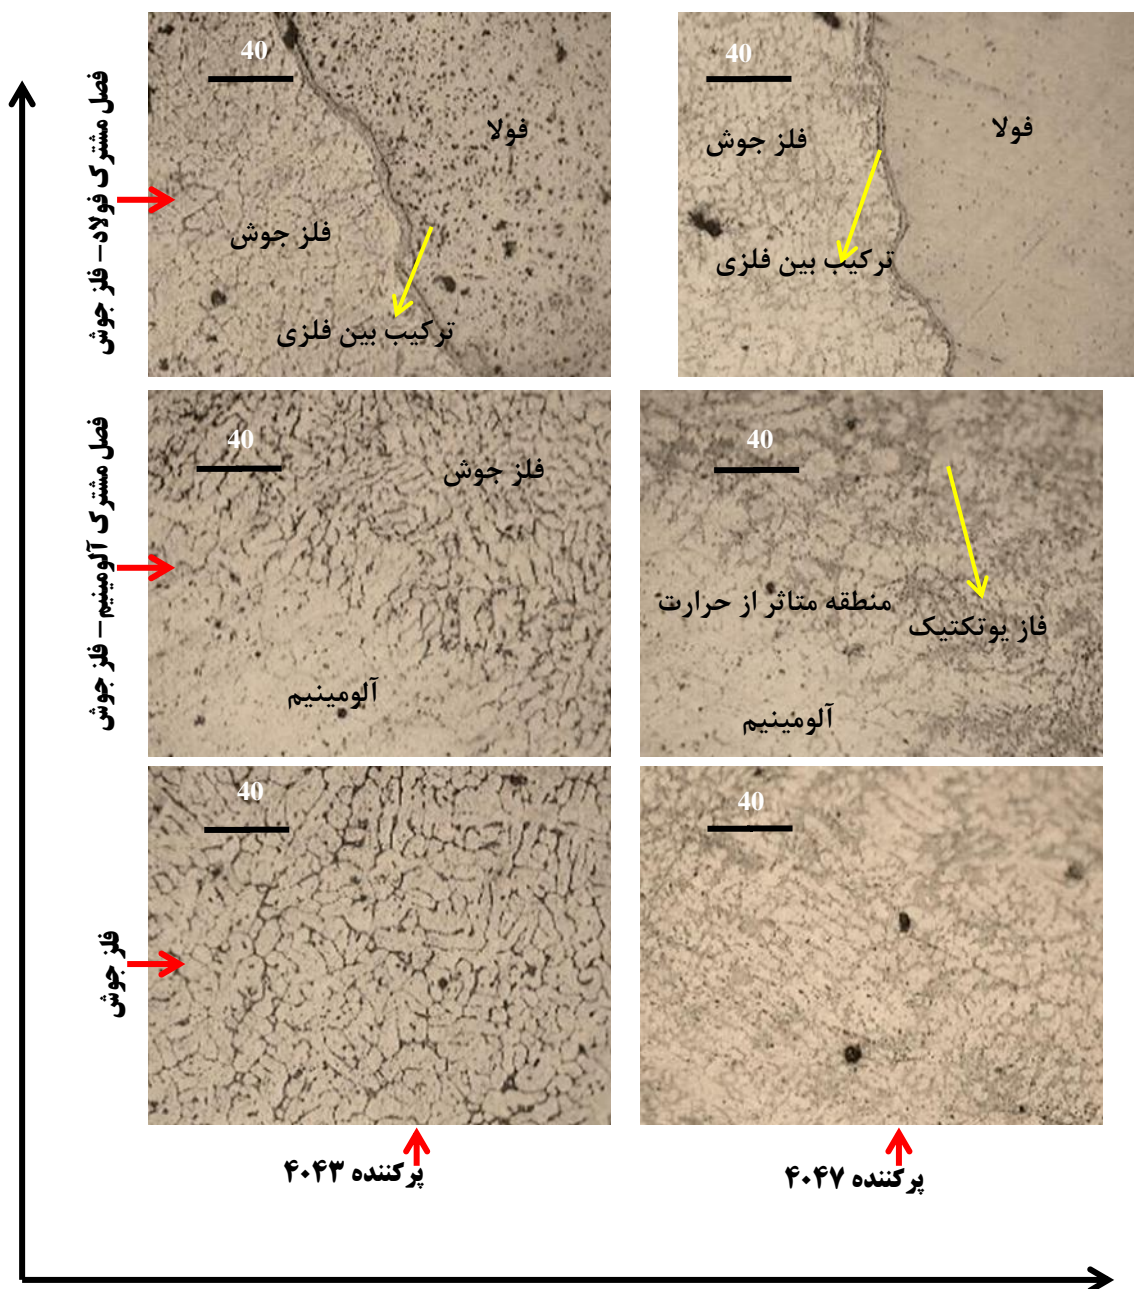 فصل مشترک فولاد – فلز جوش
40
فولا
فلز جوش
ترکیب بین فلزی
40
فولا
فلز جوش
ترکیب بین فلزی
فصل مشترک آلومینیم – فلز جوش
40
فلز جوش
آلومینیم
40
منطقه متاثر از حرارت
فاز یوتکتیک
آلومینیم
فلز جوش
40
40
پرکننده ۴۰۴۳
پرکننده ۴۰۴۷